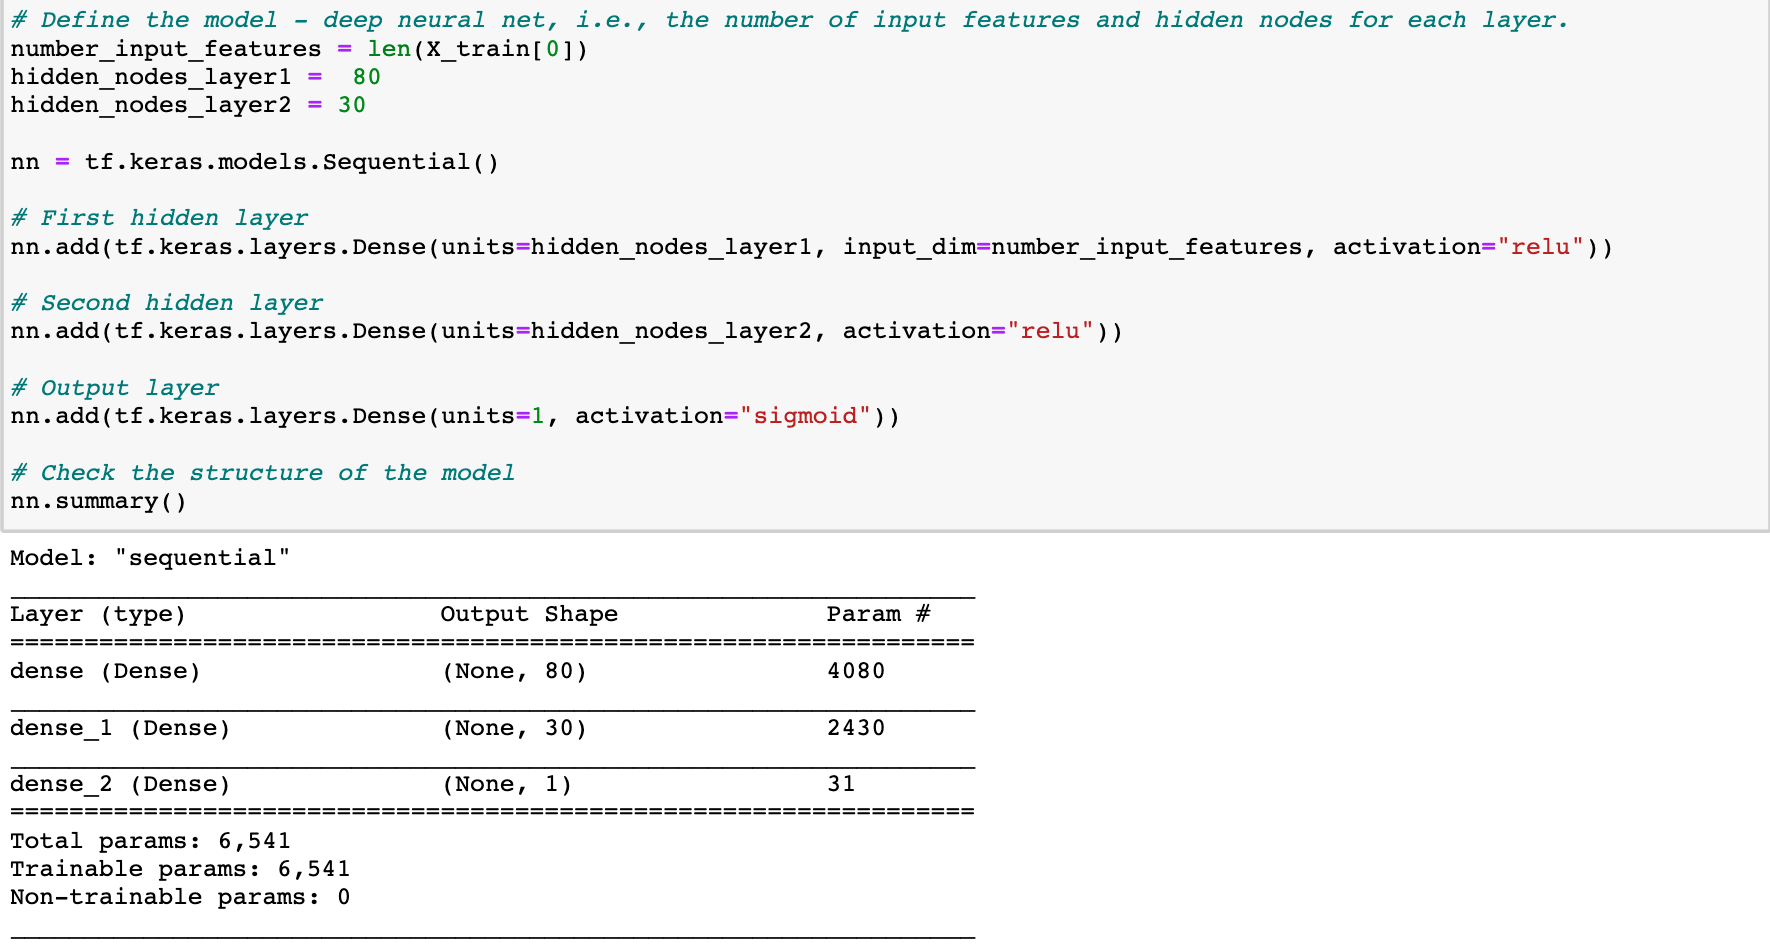 # Define the model - deep neural net, i.e., the number of input features and hidden nodes for each layer.
number_input_features = len(X_train[0])
hidden_nodes_layer1 =  80
hidden_nodes_layer2 = 30
nn = tf.keras.models.Sequential()
# First hidden layer
nn.add(tf.keras.layers.Dense(units=hidden_nodes_layer1, input_dim=number_input_features, activation="relu"))
# Second hidden layer
nn.add(tf.keras.layers.Dense(units=hidden_nodes_layer2, activation="relu"))
# Output layer
nn.add(tf.keras.layers.Dense(units=1, activation="sigmoid"))
# Check the structure of the model
nn.summary()
Model: "sequential"
_________________________________________________________________
Layer (type)                 Output Shape              Param #
=================================================================
dense (Dense)                (None, 80)                4080
_________________________________________________________________
dense_1 (Dense)              (None, 30)                2430
_________________________________________________________________
dense_2 (Dense)              (None, 1)                 31
=================================================================
Total params: 6,541
Trainable params: 6,541
Non-trainable params: 0
_________________________________________________________________